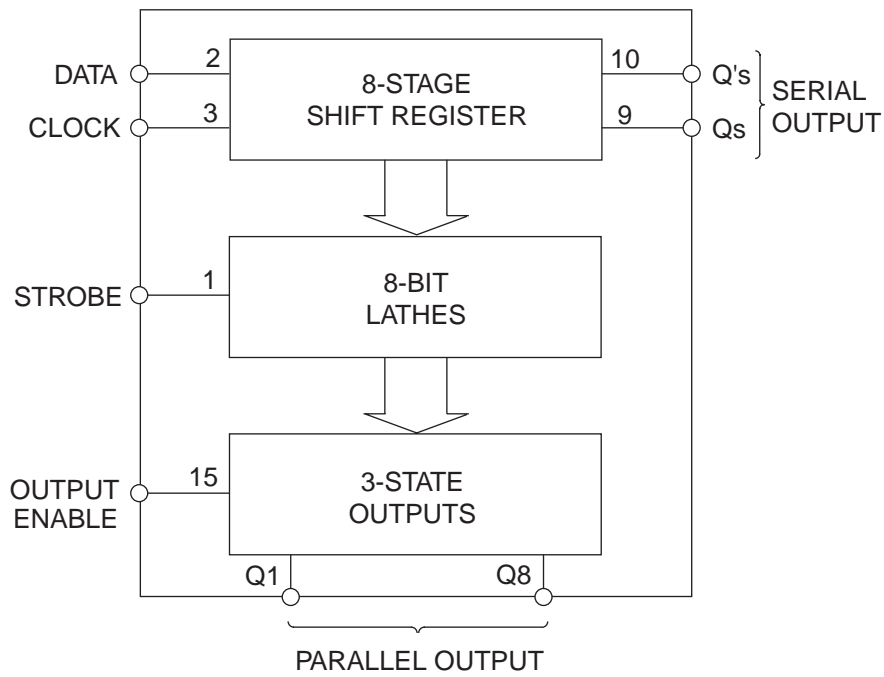 DATA
2
8-STAGE
SHIFT REGISTER
10
Q's
SERIAL
OUTPUT
CLOCK
3
9
Qs
STROBE
1
8-BIT
LATHES
OUTPUT
ENABLE
15
3-STATE
OUTPUTS
Q1
Q8
PARALLEL OUTPUT